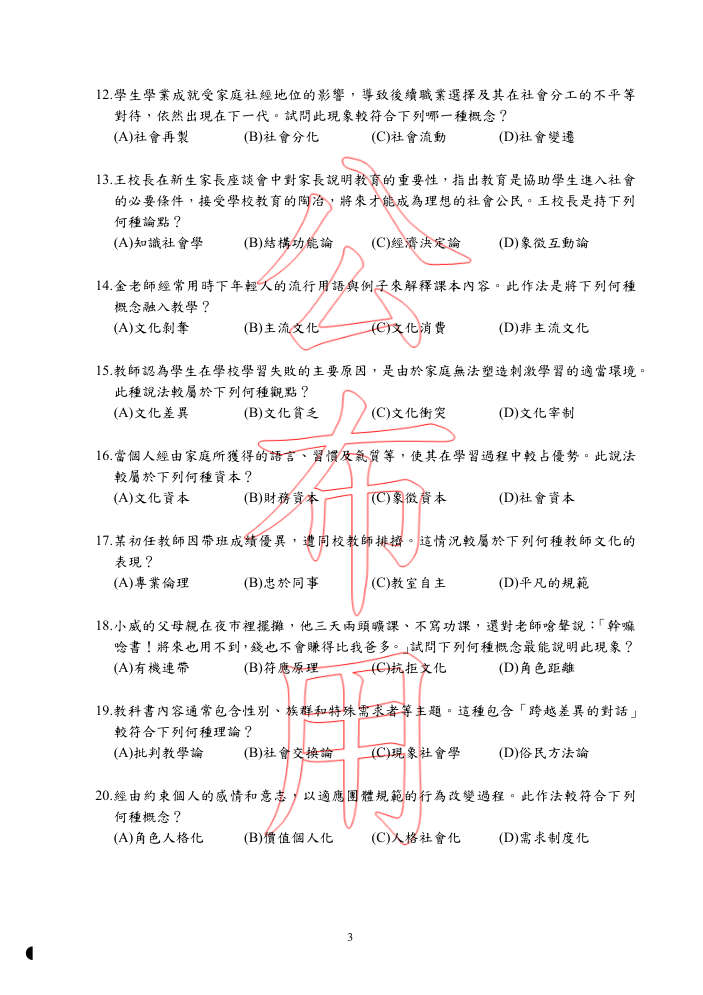 12.學生學業成就受家庭社經地位的影響，導致後續職業選擇及其在社會分工的不平等
對待，依然出現在下一代。試問此現象較符合下列哪一種概念？
(A)社會再製 (B)社會分化 (C)社會流動 (D)社會變遷
13.王校長在新生家長座談會中對家長說明教育的重要性，指出教育是協助學生進入社會
的必要條件，接受學校教育的陶冶，將來才能成為理想的社會公民。王校長是持下列
何種論點？
(A)知識社會學 (B)結構功能論 (C)經濟決定論 (D)象徵互動論
14.金老師經常用時下年輕人的流行用語與例子來解釋課本內容。此作法是將下列何種
概念融入教學？
(A)文化剝奪 (B)主流文化 (C)文化消費 (D)非主流文化
15.教師認為學生在學校學習失敗的主要原因，是由於家庭無法塑造刺激學習的適當環境。
此種說法較屬於下列何種觀點？
(A)文化差異 (B)文化貧乏 (C)文化衝突 (D)文化宰制
16.當個人經由家庭所獲得的語言、習慣及氣質等，使其在學習過程中較占優勢。此說法
較屬於下列何種資本？
(A)文化資本 (B)財務資本 (C)象徵資本 (D)社會資本
17.某初任教師因帶班成績優異，遭同校教師排擠。這情況較屬於下列何種教師文化的
表現？
(A)專業倫理 (B)忠於同事 (C)教室自主 (D)平凡的規範
18.小威的父母親在夜市裡擺攤，他三天兩頭曠課、不寫功課，還對老師嗆聲說：「幹嘛
唸書！將來也用不到，錢也不會賺得比我爸多。」試問下列何種概念最能說明此現象？
(A)有機連帶 (B)符應原理 (C)抗拒文化 (D)角色距離
19.教科書內容通常包含性別、族群和特殊需求者等主題。這種包含「跨越差異的對話」
較符合下列何種理論？
(A)批判教學論 (B)社會交換論 (C)現象社會學 (D)俗民方法論
20.經由約束個人的感情和意志，以適應團體規範的行為改變過程。此作法較符合下列
何種概念？
(A)角色人格化 (B)價值個人化 (C)人格社會化 (D)需求制度化
公布用
3